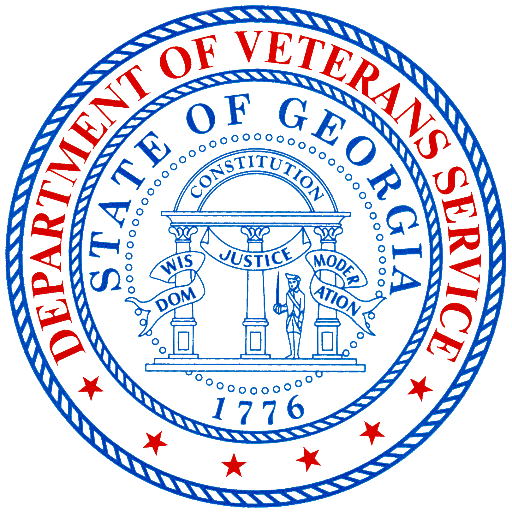 DEPARTMENT OF VETERANS SERVICE
STATE OF GEORGIA
CONSTITUTION
WIS
DOM
JUSTICE
MODER
ATION
1776